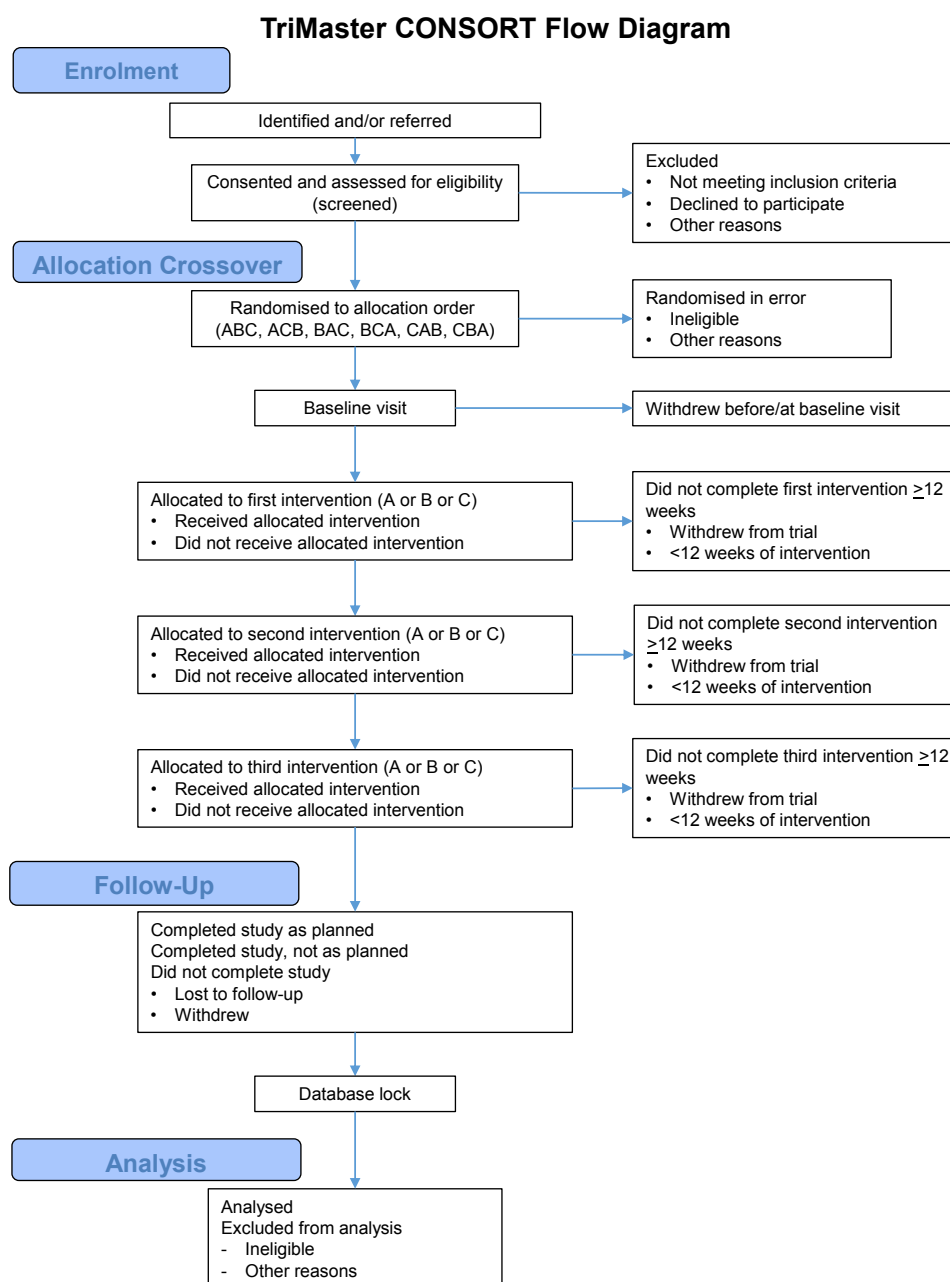 TriMaster CONSORT Flow Diagram
Enrolment
Identified and/or referred
Consented and assessed for eligibility
(screened)
Excluded
• Not meeting inclusion criteria
• Declined to participate
• Other reasons
Allocation Crossover
Randomised to allocation order
(ABC, ACB, BAC, BCA, CAB, CBA)
Randomised in error
• Ineligible
• Other reasons
Baseline visit
Withdrew before/at baseline visit
Allocated to first intervention (A or B or C)
• Received allocated intervention
• Did not receive allocated intervention
Did not complete first intervention >12
weeks
• Withdrew from trial
• <12 weeks of intervention
Allocated to second intervention (A or B or C)
• Received allocated intervention
• Did not receive allocated intervention
Did not complete second intervention
>12 weeks
• Withdrew from trial
• <12 weeks of intervention
Allocated to third intervention (A or B or C)
• Received allocated intervention
• Did not receive allocated intervention
Did not complete third intervention >12
weeks
• Withdrew from trial
• <12 weeks of intervention
Follow-Up
Completed study as planned
Completed study, not as planned
Did not complete study
• Lost to follow-up
• Withdrew
Database lock
Analysis
Analysed
Excluded from analysis
- Ineligible
- Other reasons